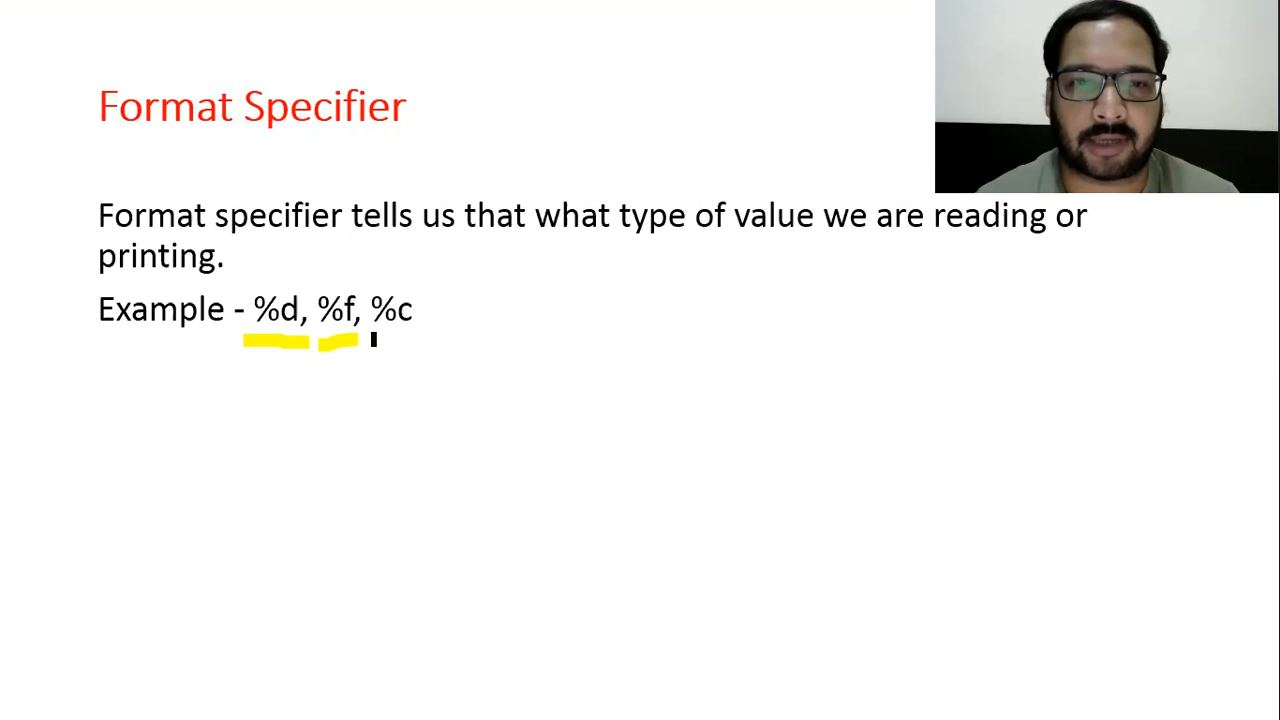 Format Specifier
Format specifier tells us that what type of value we are reading or
printing.
Example - %d, %f, %c